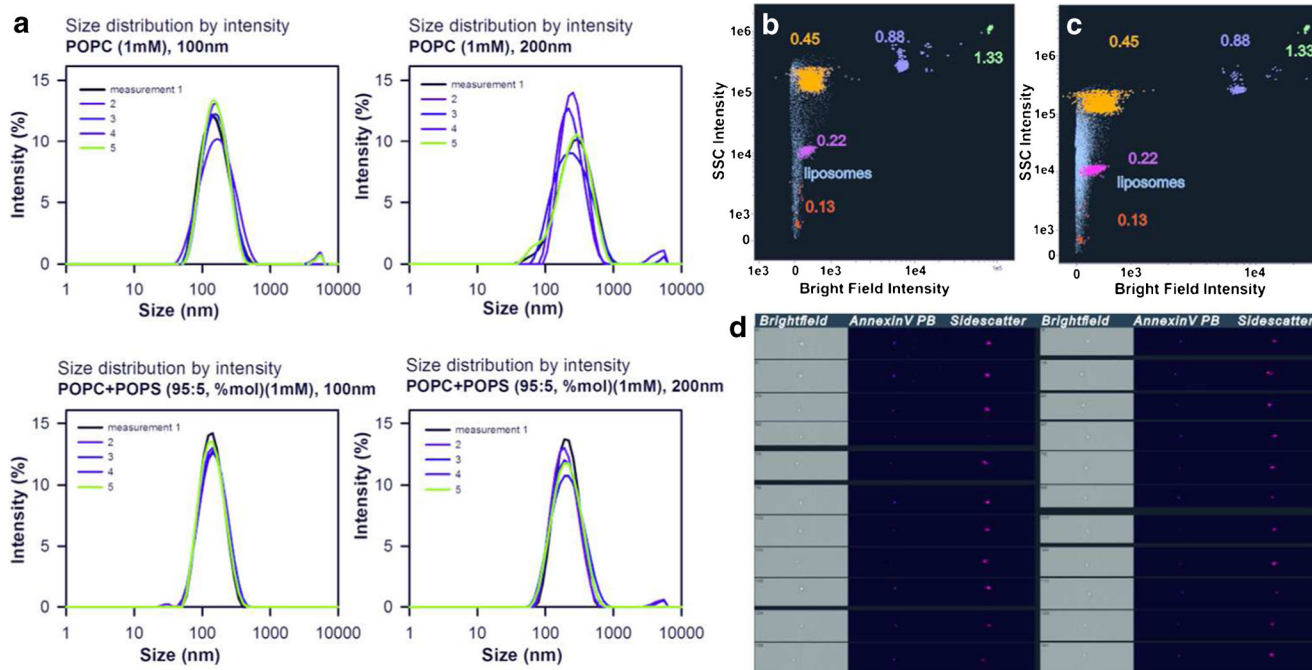 a
Size distribution by intensity
POPC (1mM), 100nm
15
10
5
0
Intensity (%)
measurement 1
2
3
4
5
1
10
100
1000
10000
Size (nm)
Size distribution by intensity
POPC (1mM), 200nm
15
10
5
0
Intensity (%)
measurement 1
2
3
4
5
1
10
100
1000
10000
Size (nm)
Size distribution by intensity
POPC+POPS (95:5, %mol)(1mM), 100nm
15
10
5
0
Intensity (%)
measurement 1
2
3
4
5
1
10
100
1000
10000
Size (nm)
Size distribution by intensity
POPC+POPS (95:5, %mol)(1mM), 200nm
15
10
5
0
Intensity (%)
measurement 1
2
3
4
5
1
10
100
1000
10000
Size (nm)
b
SSC Intensity
1e6
1e5
1e4
1e3
0
0.45
0.88
1.33
0.22
liposomes
0.13
1e3
0
1e3
1e4
1e5
Bright Field Intensity
c
SSC Intensity
1e6
1e5
1e4
1e3
0
0.45
0.88
1.33
0.22
liposomes
0.13
0
1e3
1e4
Bright Field Intensity
d
Brightfield AnnexinV PB Sidescatter Brightfield AnnexinV PB Sidescatter